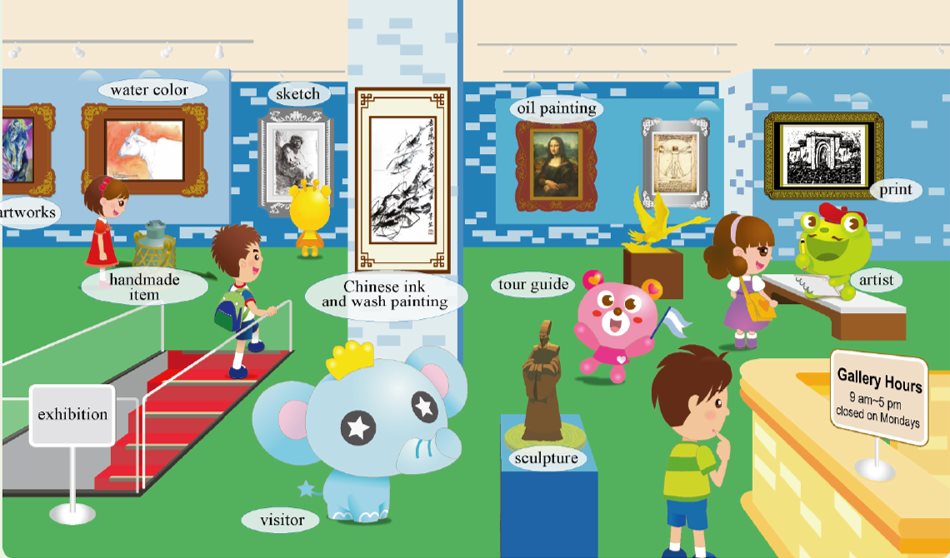 water color
sketch
oil painting
print
artworks
handmade
item
Chinese ink
and wash painting
tour guide
artist
exhibition
Gallery Hours
9 am~5 pm
closed on Mondays
sculpture
visitor